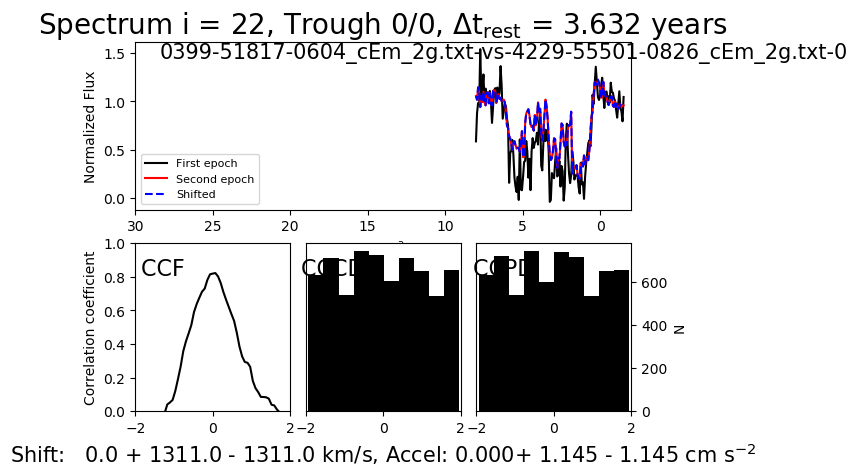 Spectrum i = 22, Trough 0/0, Δt_rest = 3.632 years
0399-51817-0604_cEm_2g.txt-vs-4229-55501-0826_cEm_2g.txt-0
Normalized Flux
1.5
1.0
0.5
0.0
First epoch
Second epoch
Shifted
30 25 20 15 10 5 0
Correlation coefficient
1.0
0.8
0.6
0.4
0.2
0.0
CCF
CCCD
CCPD
600
400
200
0
N
−2 0 2
−2 0 2
−2 0 2
Shift: 0.0 + 1311.0 - 1311.0 km/s, Accel: 0.000+ 1.145 - 1.145 cm s⁻²